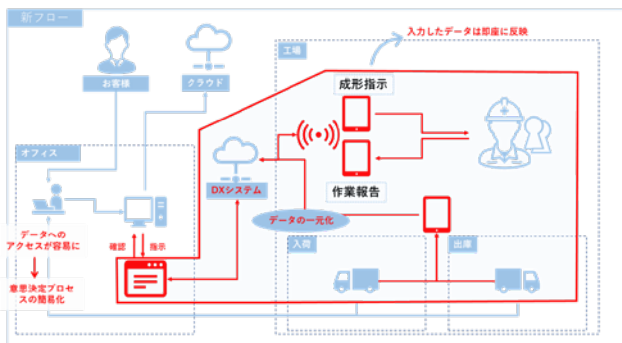 新フロー
入力したデータは即座に反映
工場
お客様
クラウド
成形指示
オフィス
DXシステム
作業報告
データの一元化
データへの
アクセスが容易に
確認
指示
入荷
出庫
意思決定プロセ
スの簡易化